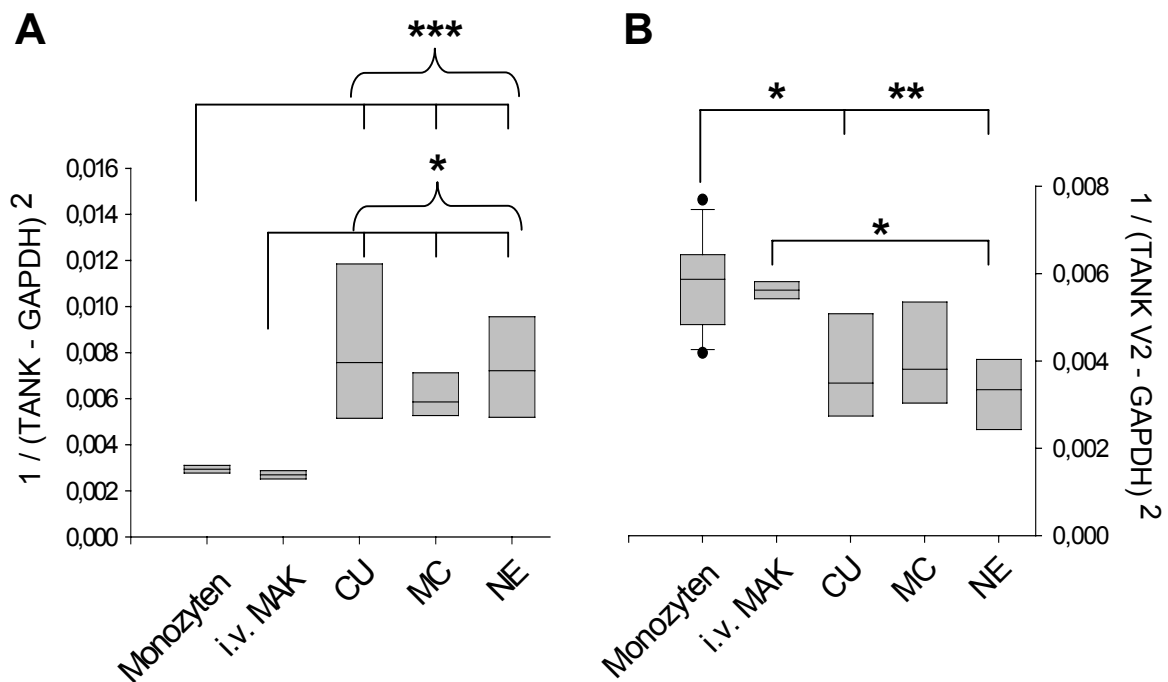 A
***
*
0,016
0,014
0,012
0,010
0,008
0,006
0,004
0,002
0,000
1 / (TANK - GAPDH) 2
Monozyten
i.v. MAK
CU
MC
NE
B
*
**
*
0,008
0,006
0,004
0,002
0,000
1 / (TANK V2 - GAPDH) 2
Monozyten
i.v. MAK
CU
MC
NE